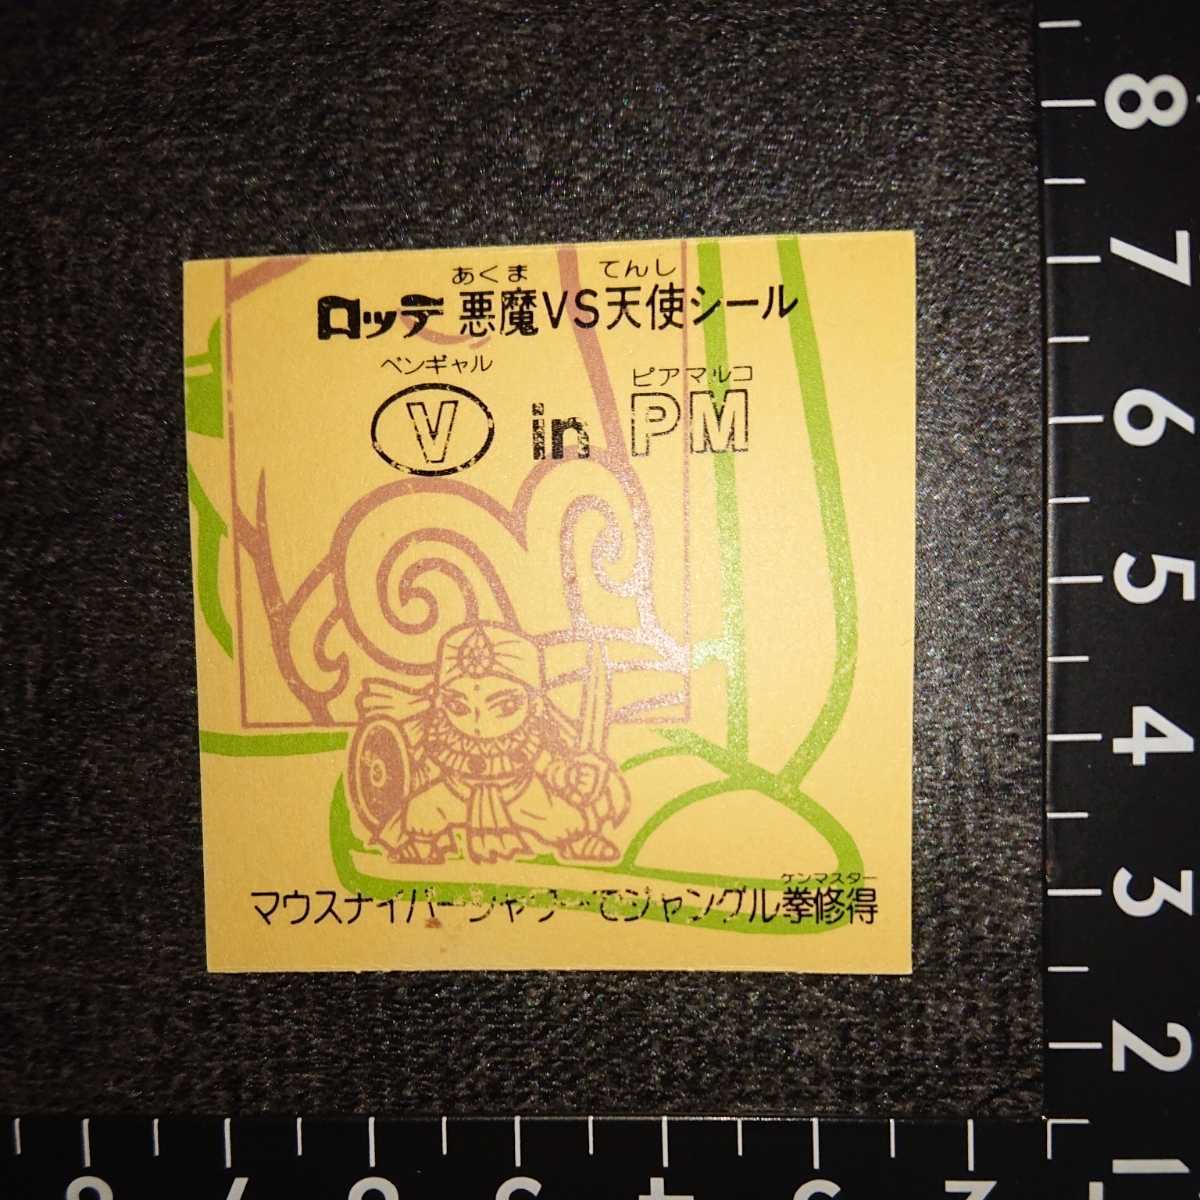 あくま てんし
ロッテ 悪魔VS天使シール
ベンギャル ピアマルコ
V in PM
ケンマスター
マウスナイパーシャワーでジャングル拳修得
8
7
6
5
4
3
2
1